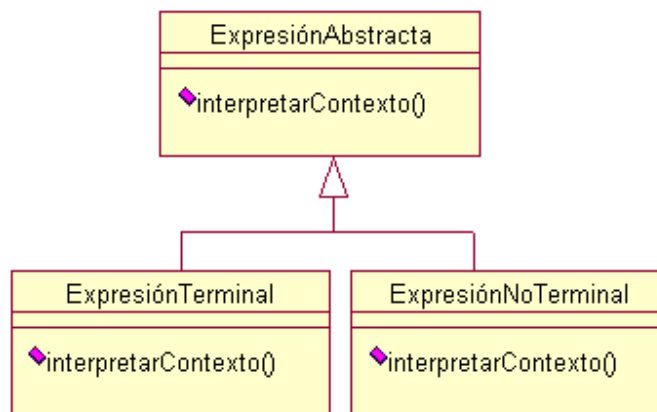 ExpresiónAbstracta
interpretarContexto()
ExpresiónTerminal
interpretarContexto()
ExpresiónNoTerminal
interpretarContexto()